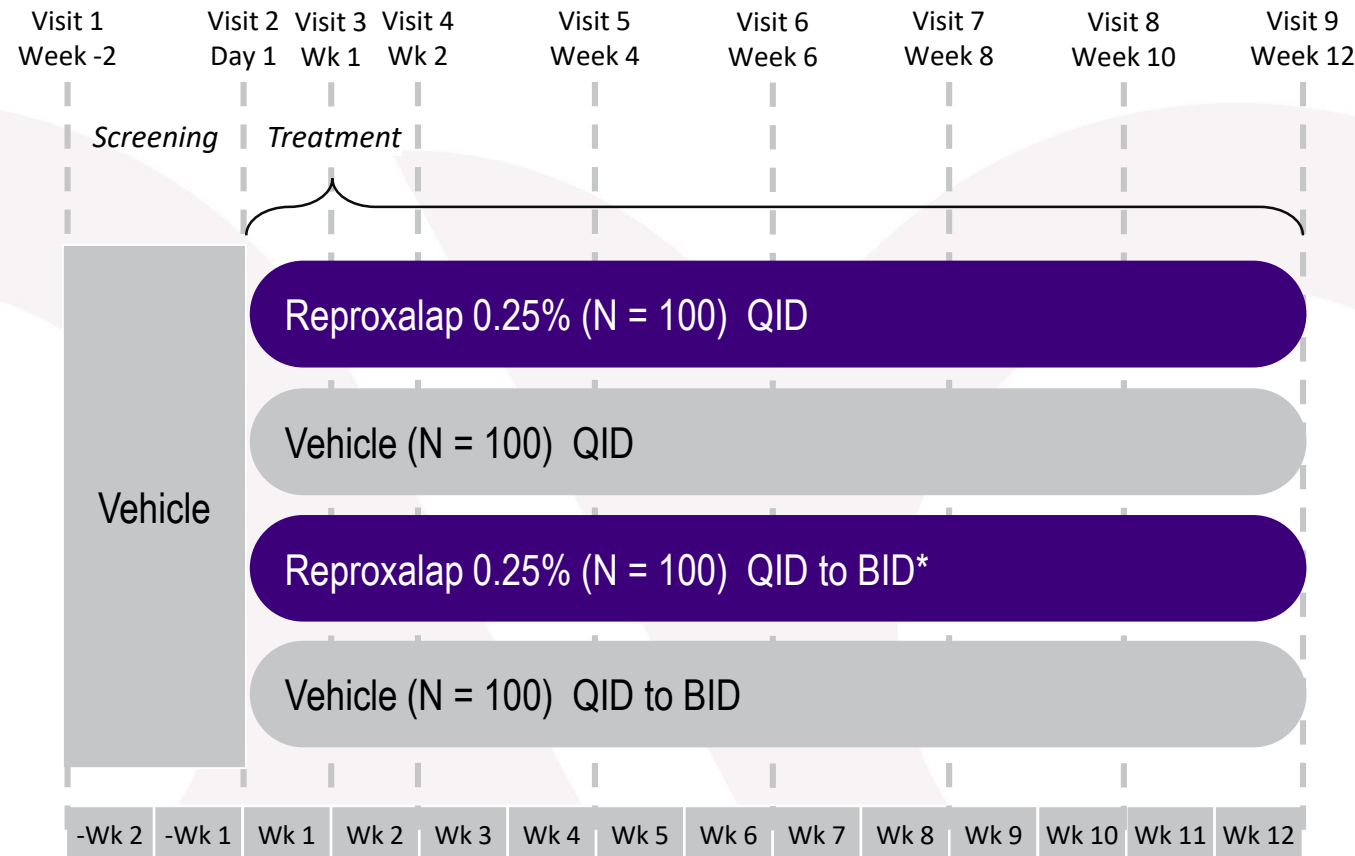 Visit 1 Visit 2 Visit 3 Visit 4 Visit 5 Visit 6 Visit 7 Visit 8 Visit 9
Week -2 Day 1 Wk 1 Wk 2 Week 4 Week 6 Week 8 Week 10 Week 12
Screening Treatment
Reproxalap 0.25% (N = 100) QID
Vehicle (N = 100) QID
Vehicle
Reproxalap 0.25% (N = 100) QID to BID*
Vehicle (N = 100) QID to BID
-Wk 2 -Wk 1 Wk 1 Wk 2 Wk 3 Wk 4 Wk 5 Wk 6 Wk 7 Wk 8 Wk 9 Wk 10 Wk 11 Wk 12